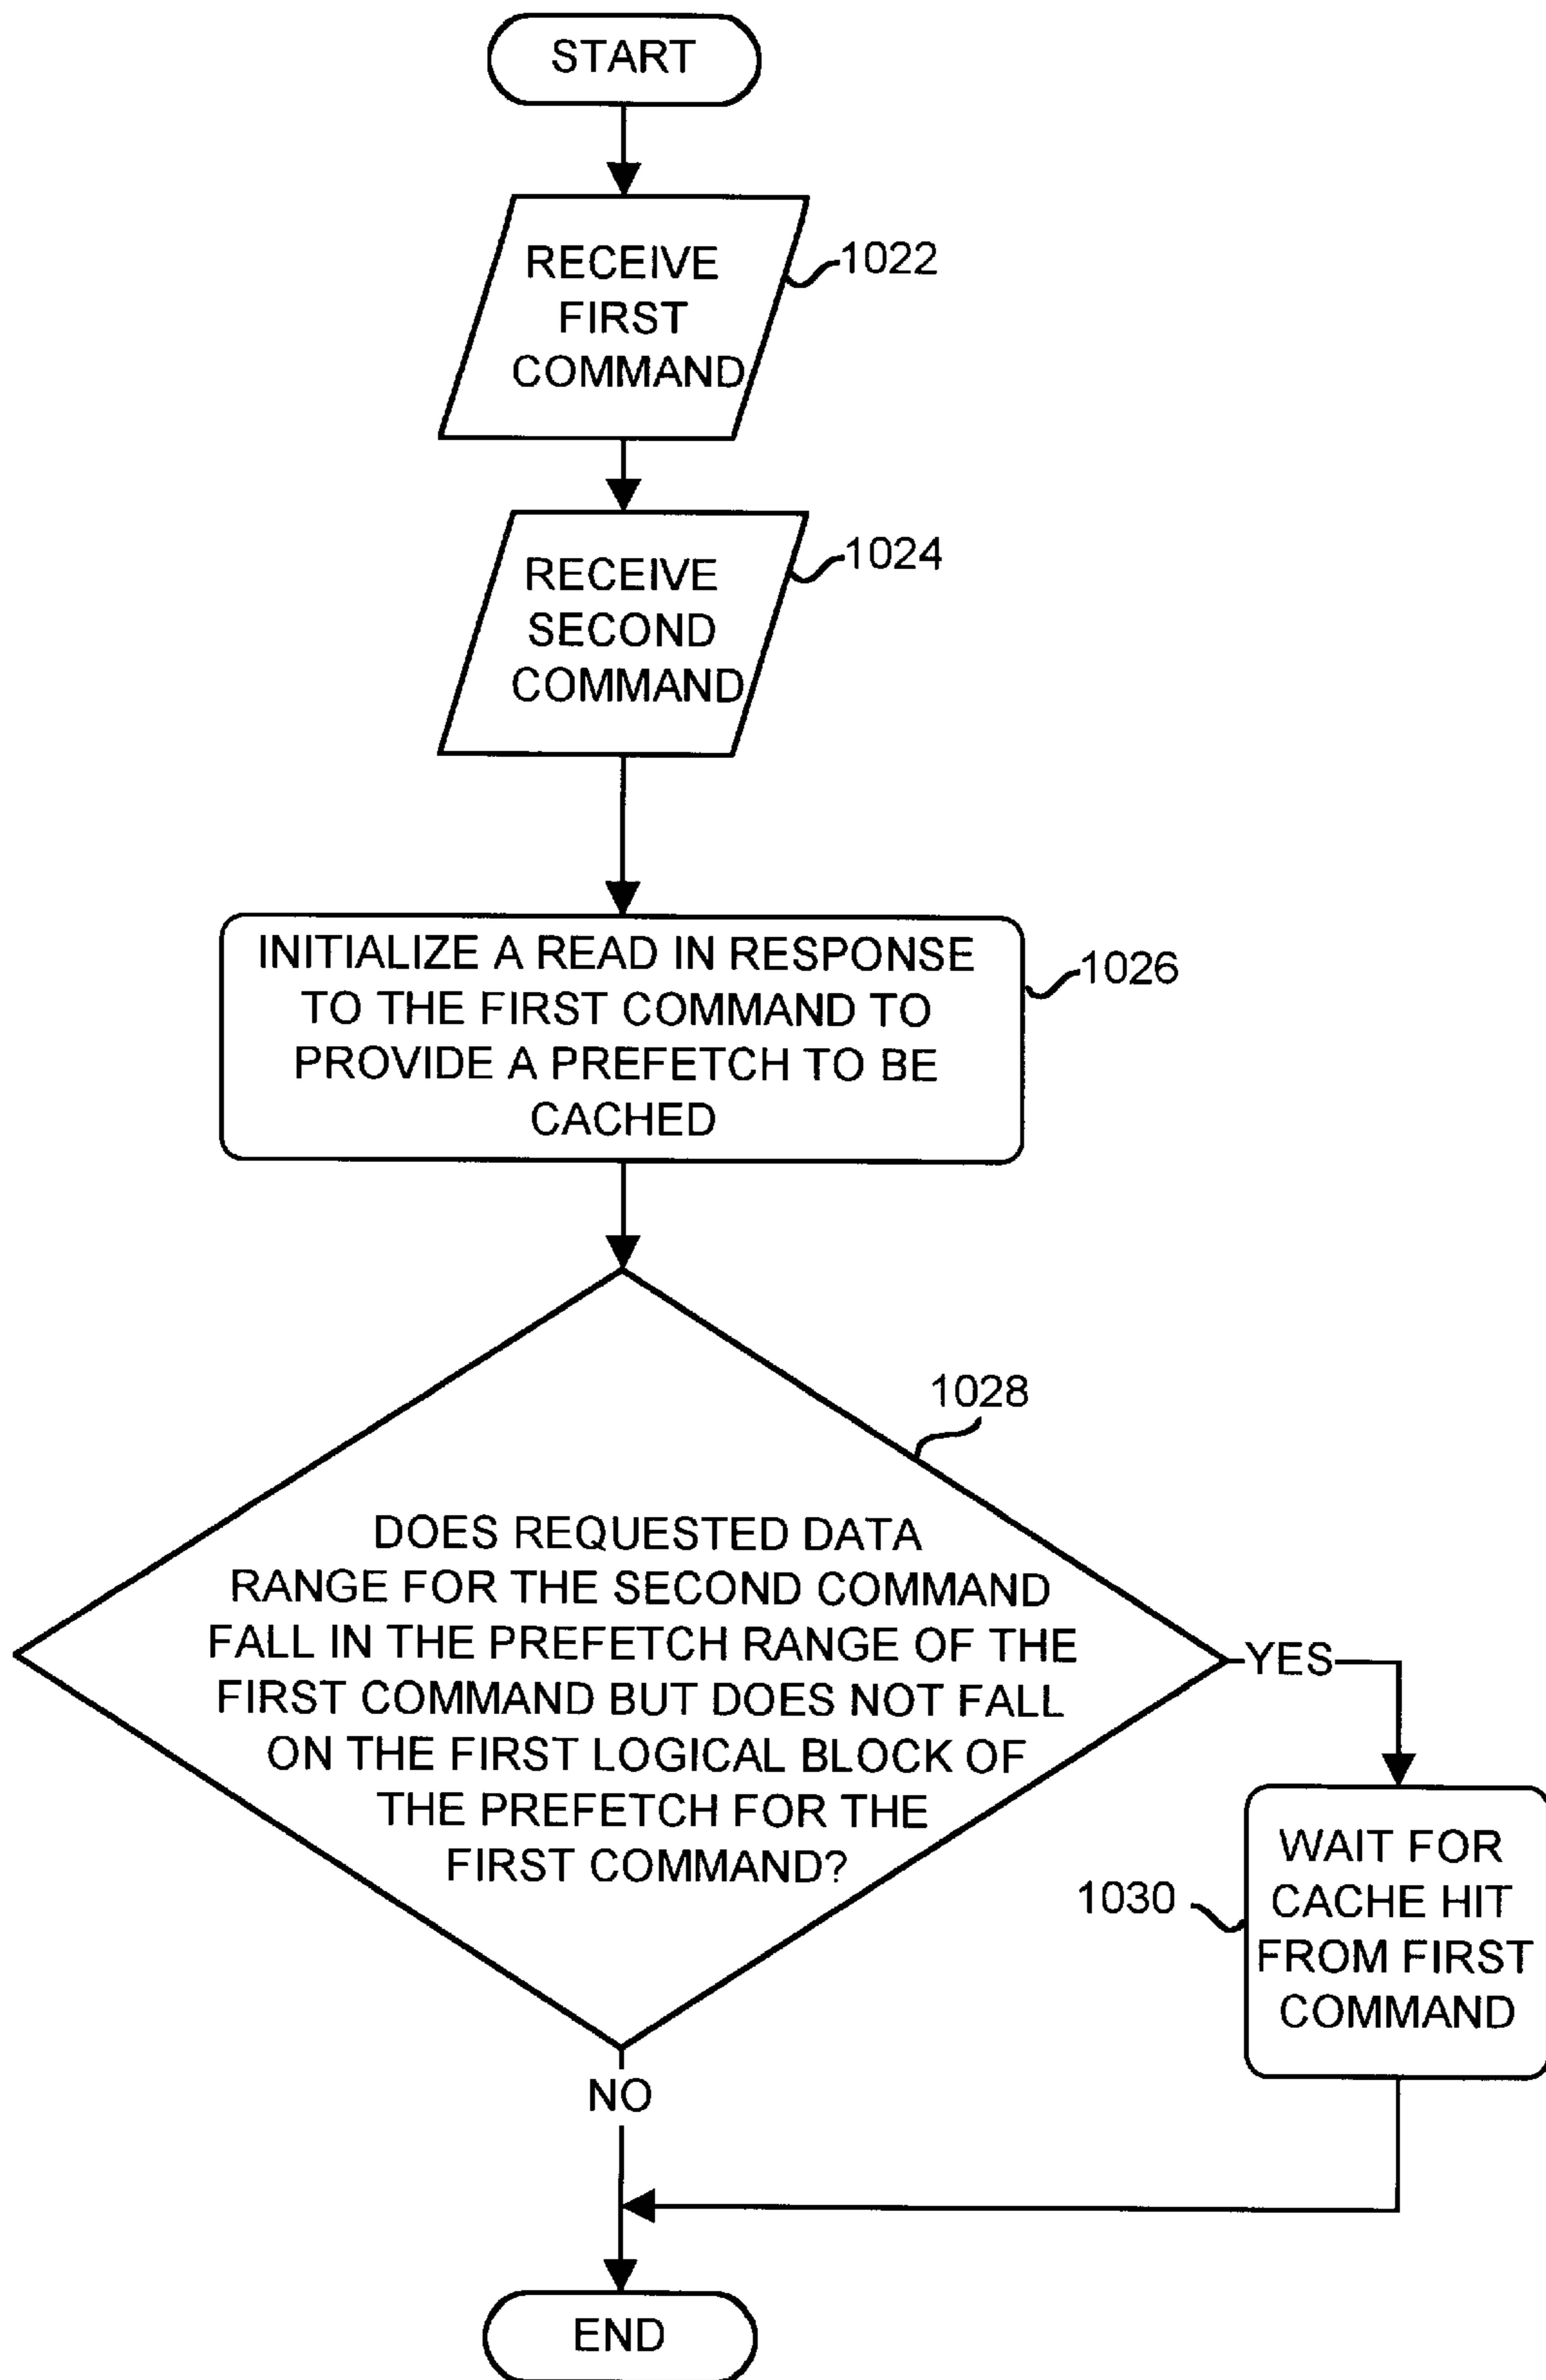 START
RECEIVE
FIRST
COMMAND
1022
RECEIVE
SECOND
COMMAND
1024
INITIALIZE A READ IN RESPONSE
TO THE FIRST COMMAND TO
PROVIDE A PREFETCH TO BE
CACHED
1026
1028
DOES REQUESTED DATA
RANGE FOR THE SECOND COMMAND
FALL IN THE PREFETCH RANGE OF THE
FIRST COMMAND BUT DOES NOT FALL
ON THE FIRST LOGICAL BLOCK OF
THE PREFETCH FOR THE
FIRST COMMAND?
YES
WAIT FOR
CACHE HIT
FROM FIRST
COMMAND
1030
NO
END